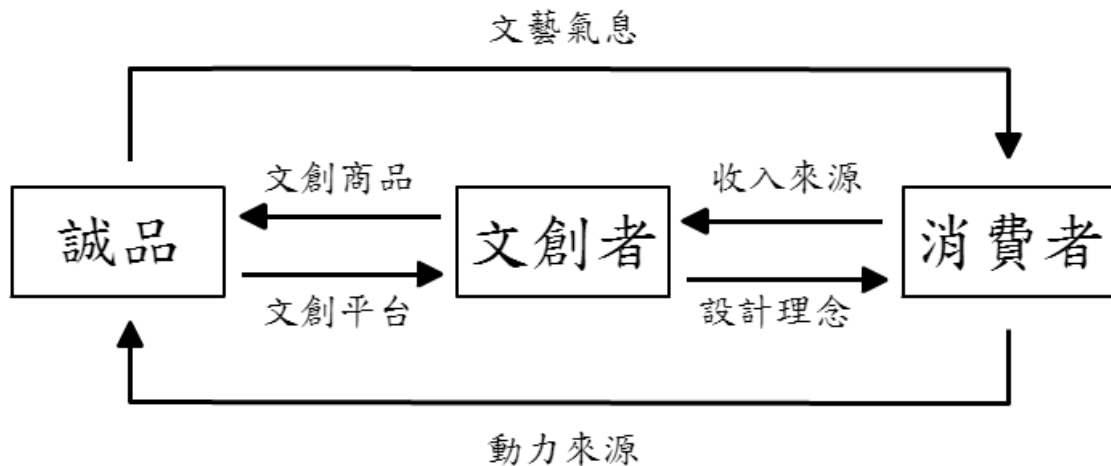 文藝氣息
文創商品
收入來源
誠品
文創者
消費者
文創平台
設計理念
動力來源